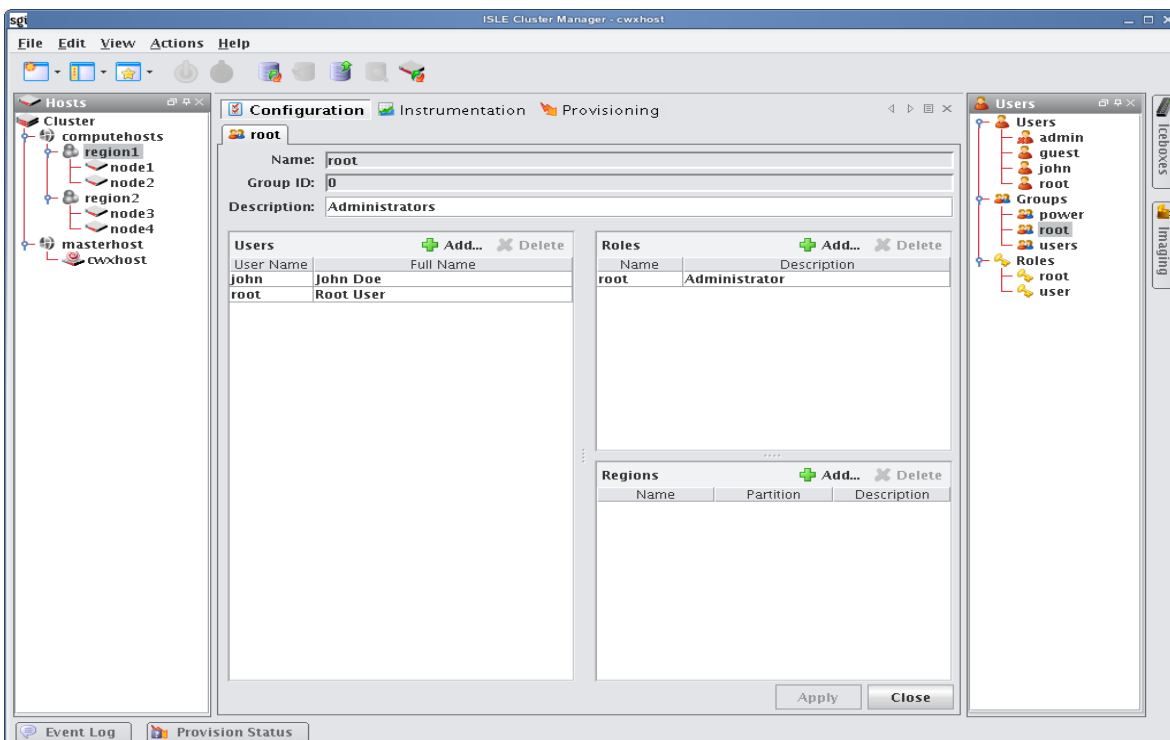 sgi
ISLE Cluster Manager - cwxhost
File Edit View Actions Help
Hosts
Cluster
computehosts
region1
node1
node2
region2
node3
node4
masterhost
cwxhost
Configuration Instrumentation Provisioning
root
Name: root
Group ID: 0
Description: Administrators
Users Add... Delete
User Name Full Name
john John Doe
root Root User
Roles Add... Delete
Name Description
root Administrator
Regions Add... Delete
Name Partition Description
Apply Close
Users
Users
admin
guest
john
root
Groups
power
root
users
Roles
root
user
Iceboxes
Imaging
Event Log Provision Status